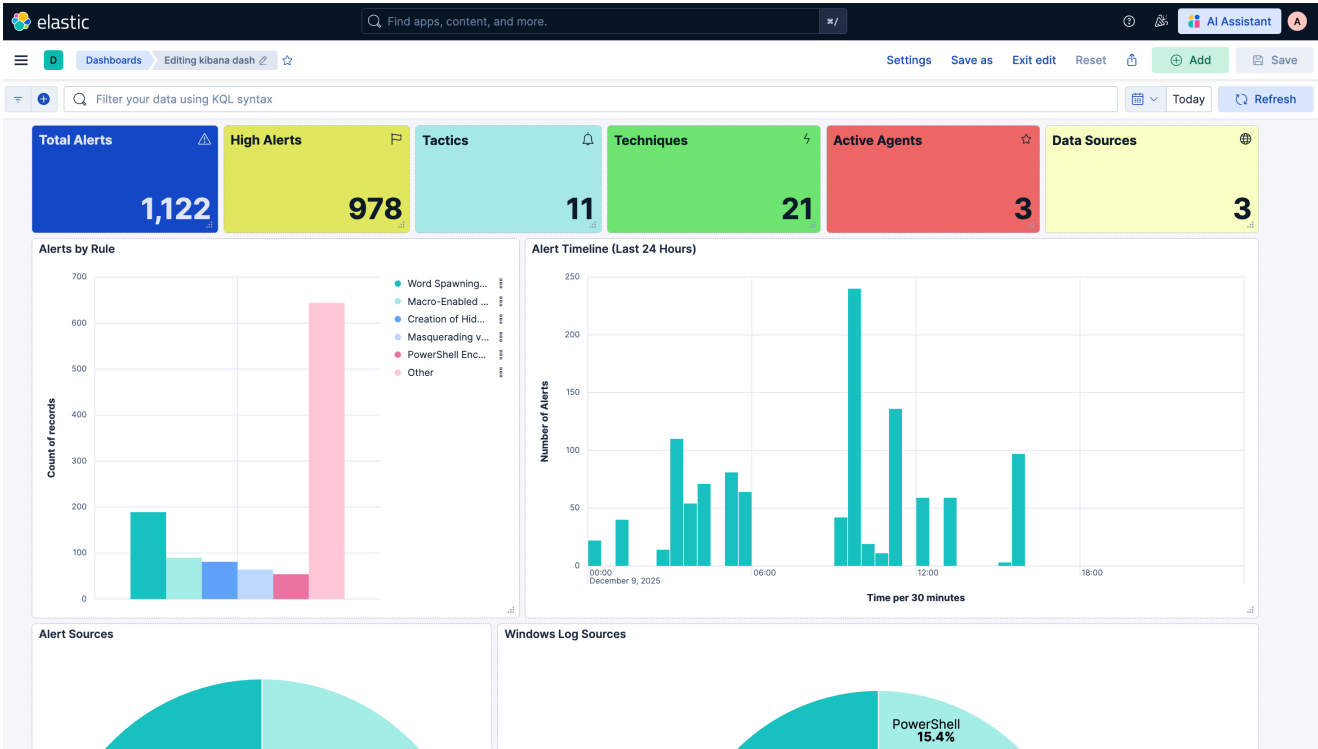 elastic
Find apps, content, and more.
⌘/
AI Assistant
A
D
Dashboards
Editing kibana dash
Settings
Save as
Exit edit
Reset
Add
Save
Filter your data using KQL syntax
Today
Refresh
Total Alerts
1,122
High Alerts
978
Tactics
11
Techniques
21
Active Agents
3
Data Sources
3
Alerts by Rule
Count of records
700
600
500
400
300
200
100
0
Word Spawning...
Macro-Enabled ...
Creation of Hid...
Masquerading v...
PowerShell Enc...
Other
Alert Timeline (Last 24 Hours)
Number of Alerts
250
200
150
100
50
0
00:00
December 9, 2025
06:00
12:00
18:00
Time per 30 minutes
Alert Sources
Windows Log Sources
PowerShell
15.4%